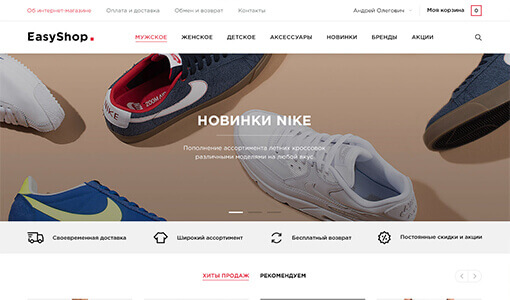 Об интернет-магазине Оплата и доставка Обмен и возврат Контакты Андрей Олегович Моя корзина 0
EasyShop. МУЖСКОЕ ЖЕНСКОЕ ДЕТСКОЕ АКСЕССУАРЫ НОВИНКИ БРЕНДЫ АКЦИИ
ZOOM AIR
NIKE
НОВИНКИ NIKE
Пополнение ассортимента летних кроссовок
различными моделями на любой вкус.
Своевременная доставка Широкий ассортимент Бесплатный возврат Постоянные скидки и акции
ХИТЫ ПРОДАЖ РЕКОМЕНДУЕМ